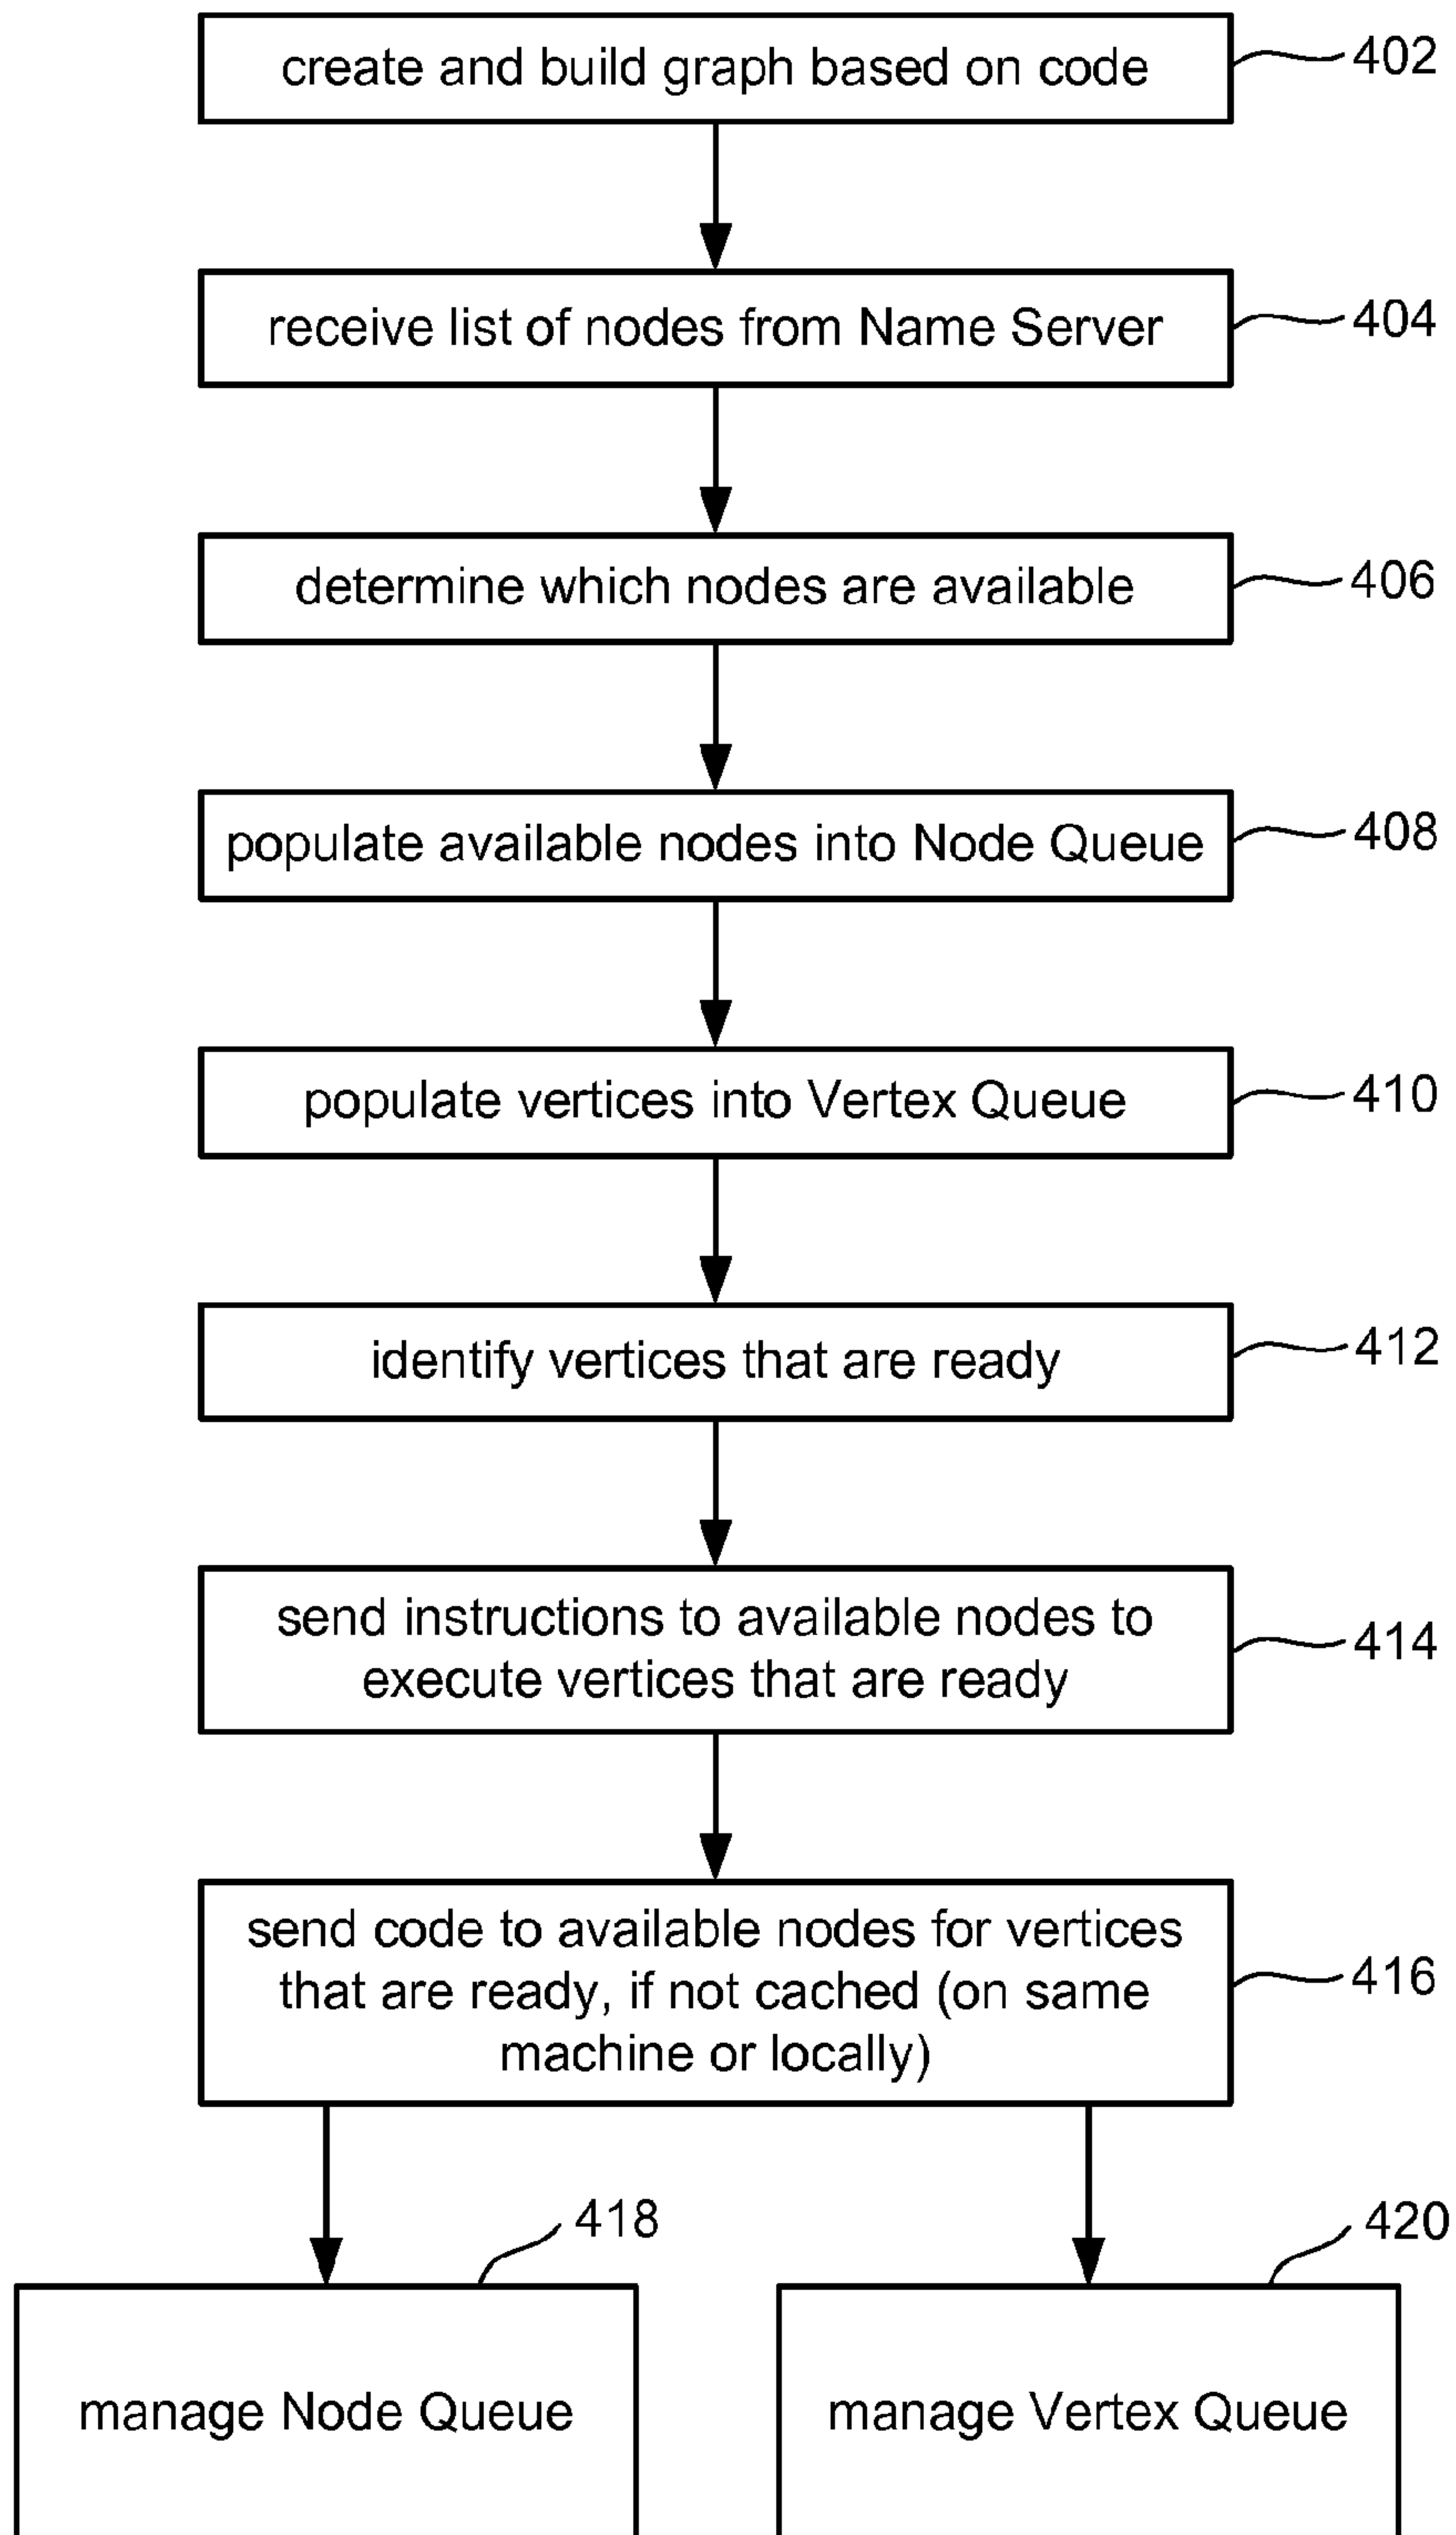 create and build graph based on code
402
receive list of nodes from Name Server
404
determine which nodes are available
406
populate available nodes into Node Queue
408
populate vertices into Vertex Queue
410
identify vertices that are ready
412
send instructions to available nodes to
execute vertices that are ready
414
send code to available nodes for vertices
that are ready, if not cached (on same
machine or locally)
416
418
420
manage Node Queue
manage Vertex Queue